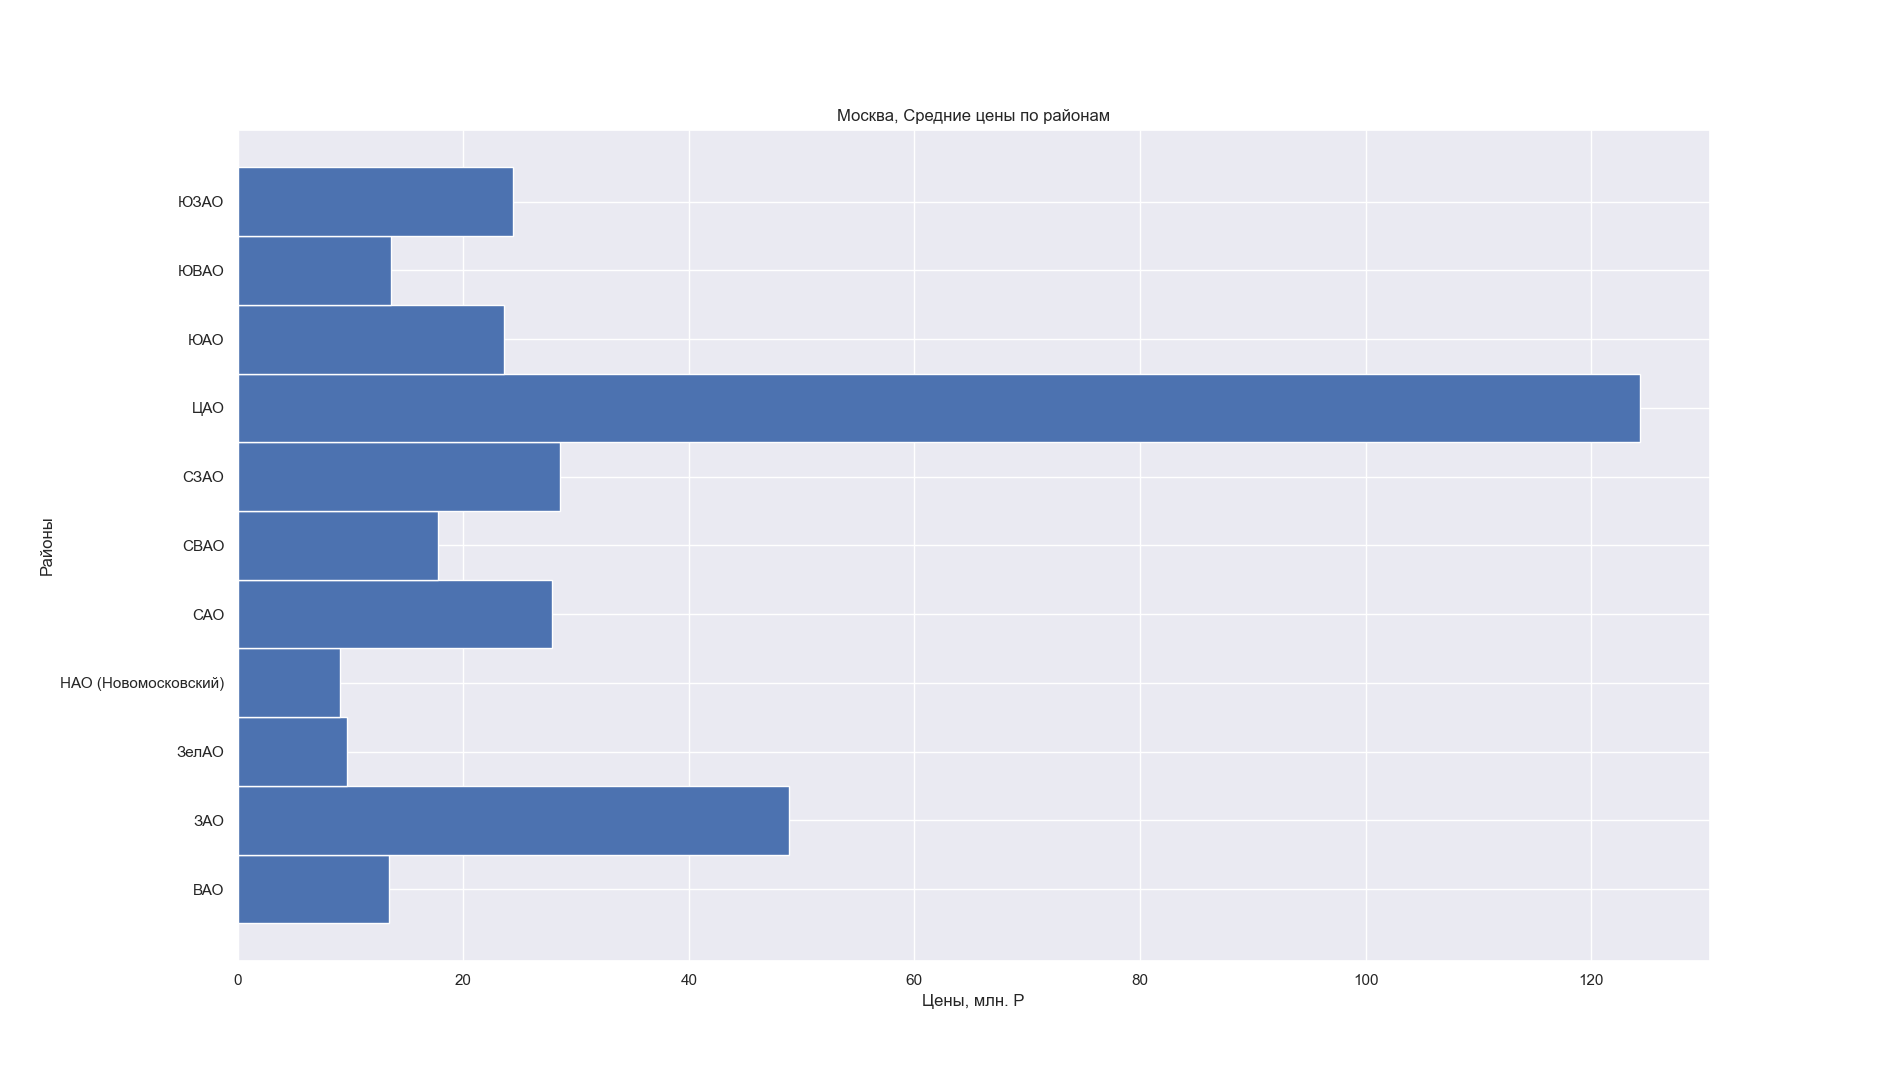 Москва, Средние цены по районам
ЮЗАО
ЮВАО
ЮАО
ЦАО
СЗАО
СВАО
САО
НАО (Новомосковский)
ЗелАО
ЗАО
ВАО
Районы
0 20 40 60 80 100 120
Цены, млн. Р